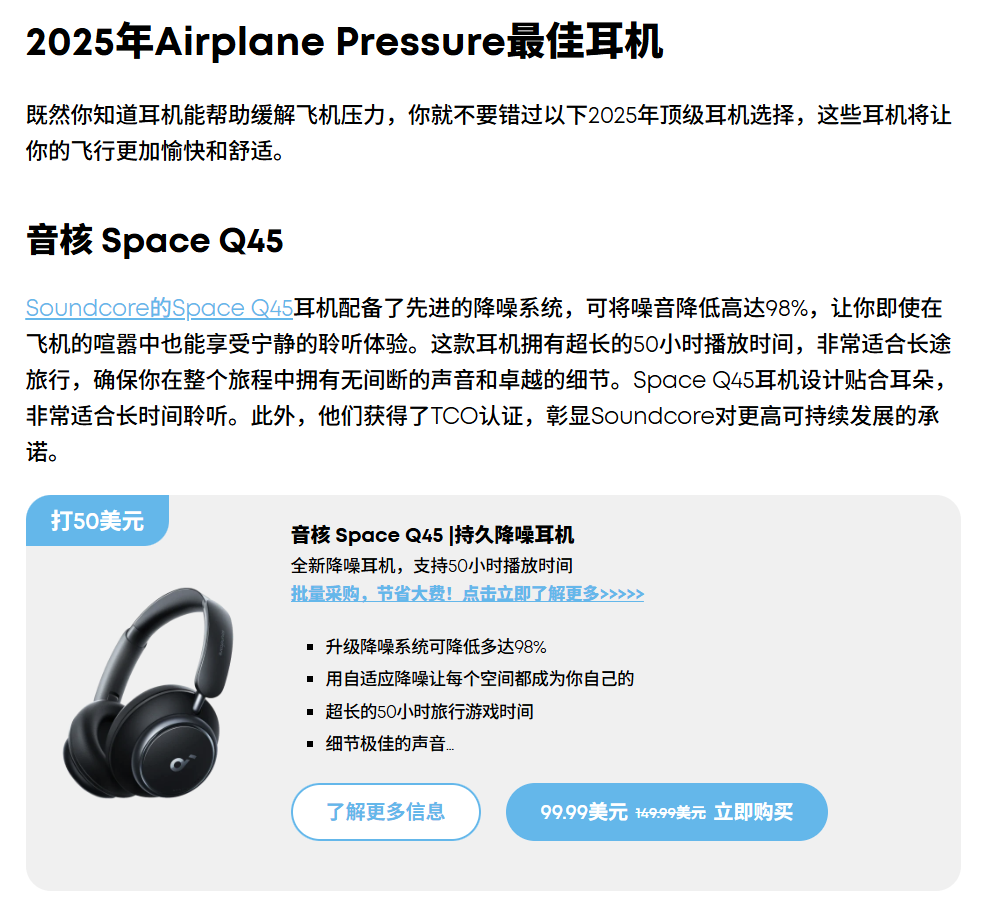 2025年Airplane Pressure最佳耳机
既然你知道耳机能帮助缓解飞机压力，你就不要错过以下2025年顶级耳机选择，这些耳机将让
你的飞行更加愉快和舒适。
音核 Space Q45
Soundcore的Space Q45耳机配备了先进的降噪系统，可将噪音降低高达98%，让你即使在
飞机的喧嚣中也能享受宁静的聆听体验。这款耳机拥有超长的50小时播放时间，非常适合长途
旅行，确保你在整个旅程中拥有无间断的声音和卓越的细节。Space Q45耳机设计贴合耳朵，
非常适合长时间聆听。此外，他们获得了TCO认证，彰显Soundcore对更高可持续发展的承
诺。
打50美元
音核 Space Q45 |持久降噪耳机
全新降噪耳机，支持50小时播放时间
批量采购，节省大费！点击立即了解更多>>>>>
升级降噪系统可降低多达98%
用自适应降噪让每个空间都成为你自己的
超长的50小时旅行游戏时间
细节极佳的声音...
了解更多信息
99.99美元 149.99美元 立即购买